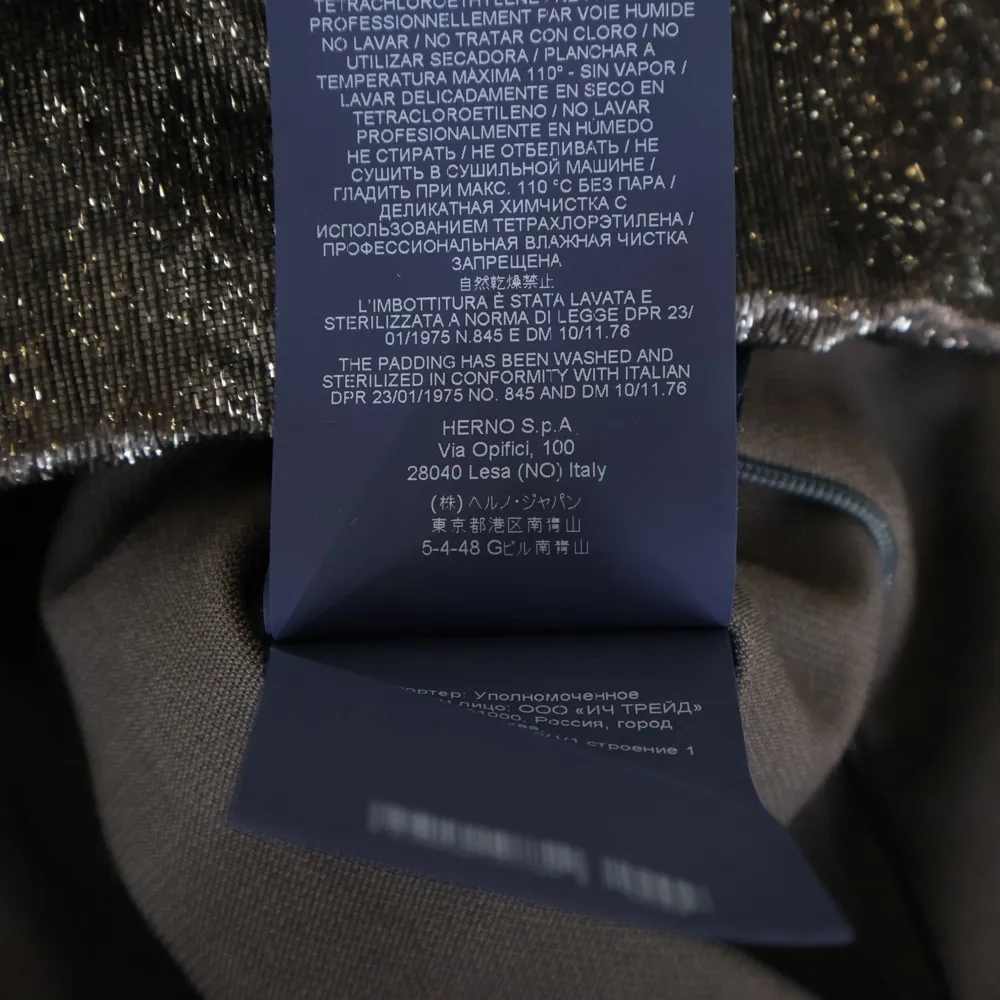 PROFESSIONNELLEMENT PAR VOIE HUMIDE
NO LAVAR / NO TRATAR CON CLORO / NO
UTILIZAR SECADORA / PLANCHAR A
TEMPERATURA MÁXIMA 110° - SIN VAPOR /
LAVAR DELICADAMENTE EN SECO EN
TETRACLOROETILENO / NO LAVAR
PROFESIONALMENTE EN HÚMEDO
НЕ СТИРАТЬ / НЕ ОТБЕЛИВАТЬ / НЕ
СУШИТЬ В СУШИЛЬНОЙ МАШИНЕ /
ГЛАДИТЬ ПРИ МАКС. 110 °C БЕЗ ПАРА /
ДЕЛИКАТНАЯ ХИМЧИСТКА С
ИСПОЛЬЗОВАНИЕМ ТЕТРАХЛОРЭТИЛЕНА /
ПРОФЕССИОНАЛЬНАЯ ВЛАЖНАЯ ЧИСТКА
ЗАПРЕЩЕНА
自然乾燥禁止
L'IMBOTTITURA È STATA LAVATA E
STERILIZZATA A NORMA DI LEGGE DPR 23/
01/1975 N.845 E DM 10/11.76
THE PADDING HAS BEEN WASHED AND
STERILIZED IN CONFORMITY WITH ITALIAN
DPR 23/01/1975 NO. 845 AND DM 10/11.76
HERNO S.p.A
Via Opifici, 100
28040 Lesa (NO) Italy
(株)ヘルノ・ジャパン
東京都港区南青山
5-4-48 Gビル南青山
Уполномоченное
лицо: ООО «ИЧ ТРЕЙД»
Россия, город
строение 1